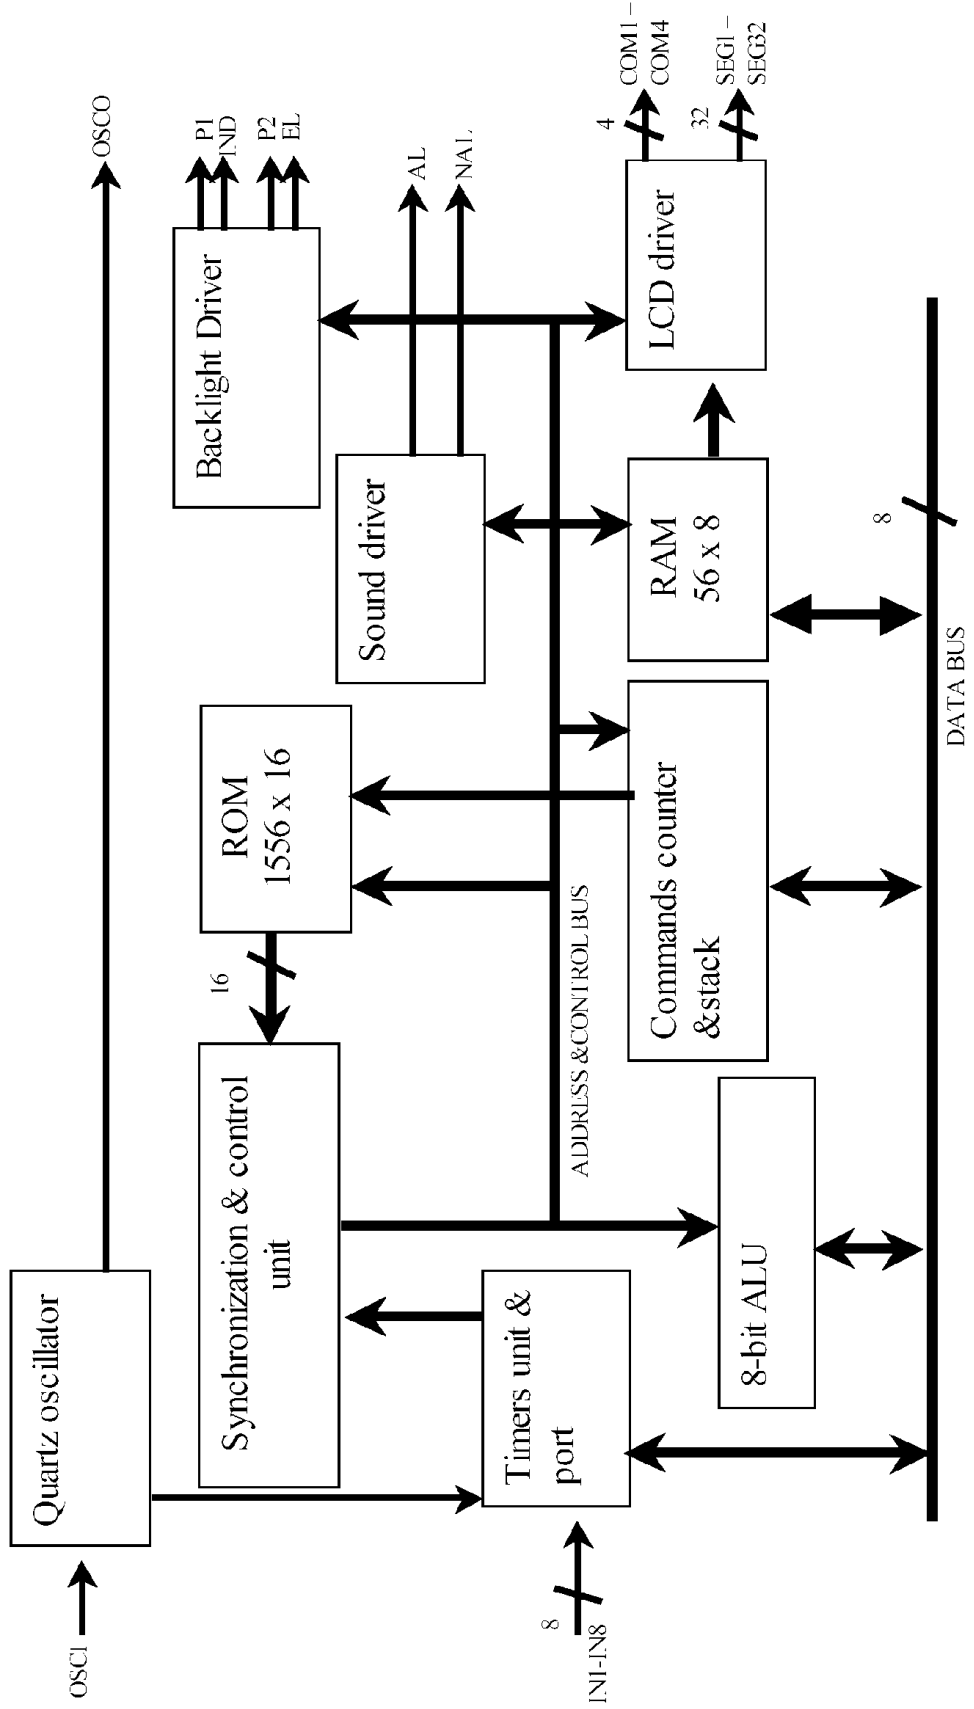 OSCI
Quartz oscillator
OSCO
Synchronization & control
unit
16
ROM
1556 x 16
Backlight Driver
P1
IND
P2
EL
Sound driver
AL
NAL
8
IN1-IN8
Timers unit &
port
ADDRESS &CONTROL BUS
8-bit ALU
Commands counter
&stack
RAM
56 x 8
LCD driver
4
COM1 –
COM4
32
SEG1 –
SEG32
8
DATA BUS